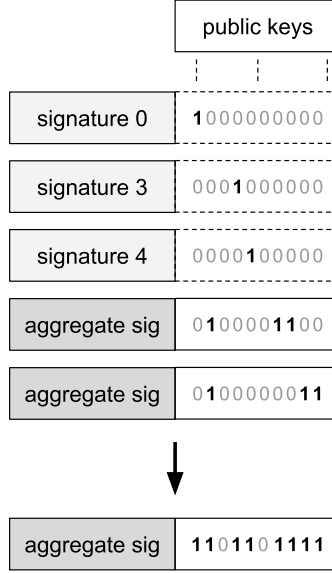 public keys
signature 0 1000000000
signature 3 0001000000
signature 4 0000100000
aggregate sig 0100001100
aggregate sig 0100000011
aggregate sig 1101101111